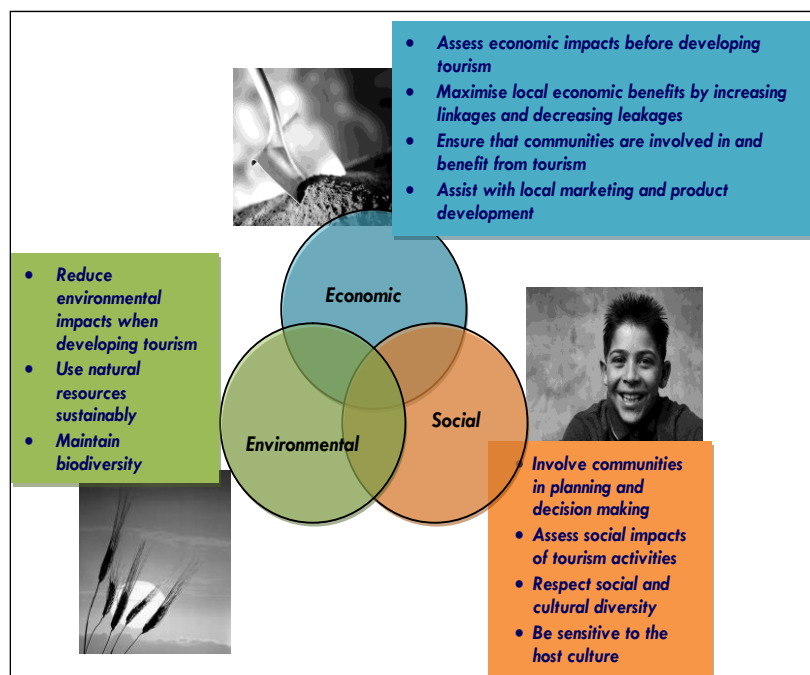 • Assess economic impacts before developing
tourism
• Maximise local economic benefits by increasing
linkages and decreasing leakages
• Ensure that communities are involved in and
benefit from tourism
• Assist with local marketing and product
development
Economic
• Reduce
environmental
impacts when
developing tourism
• Use natural
resources
sustainably
• Maintain
biodiversity
Environmental
Social
• Involve communities
in planning and
decision making
• Assess social impacts
of tourism activities
• Respect social and
cultural diversity
• Be sensitive to the
host culture